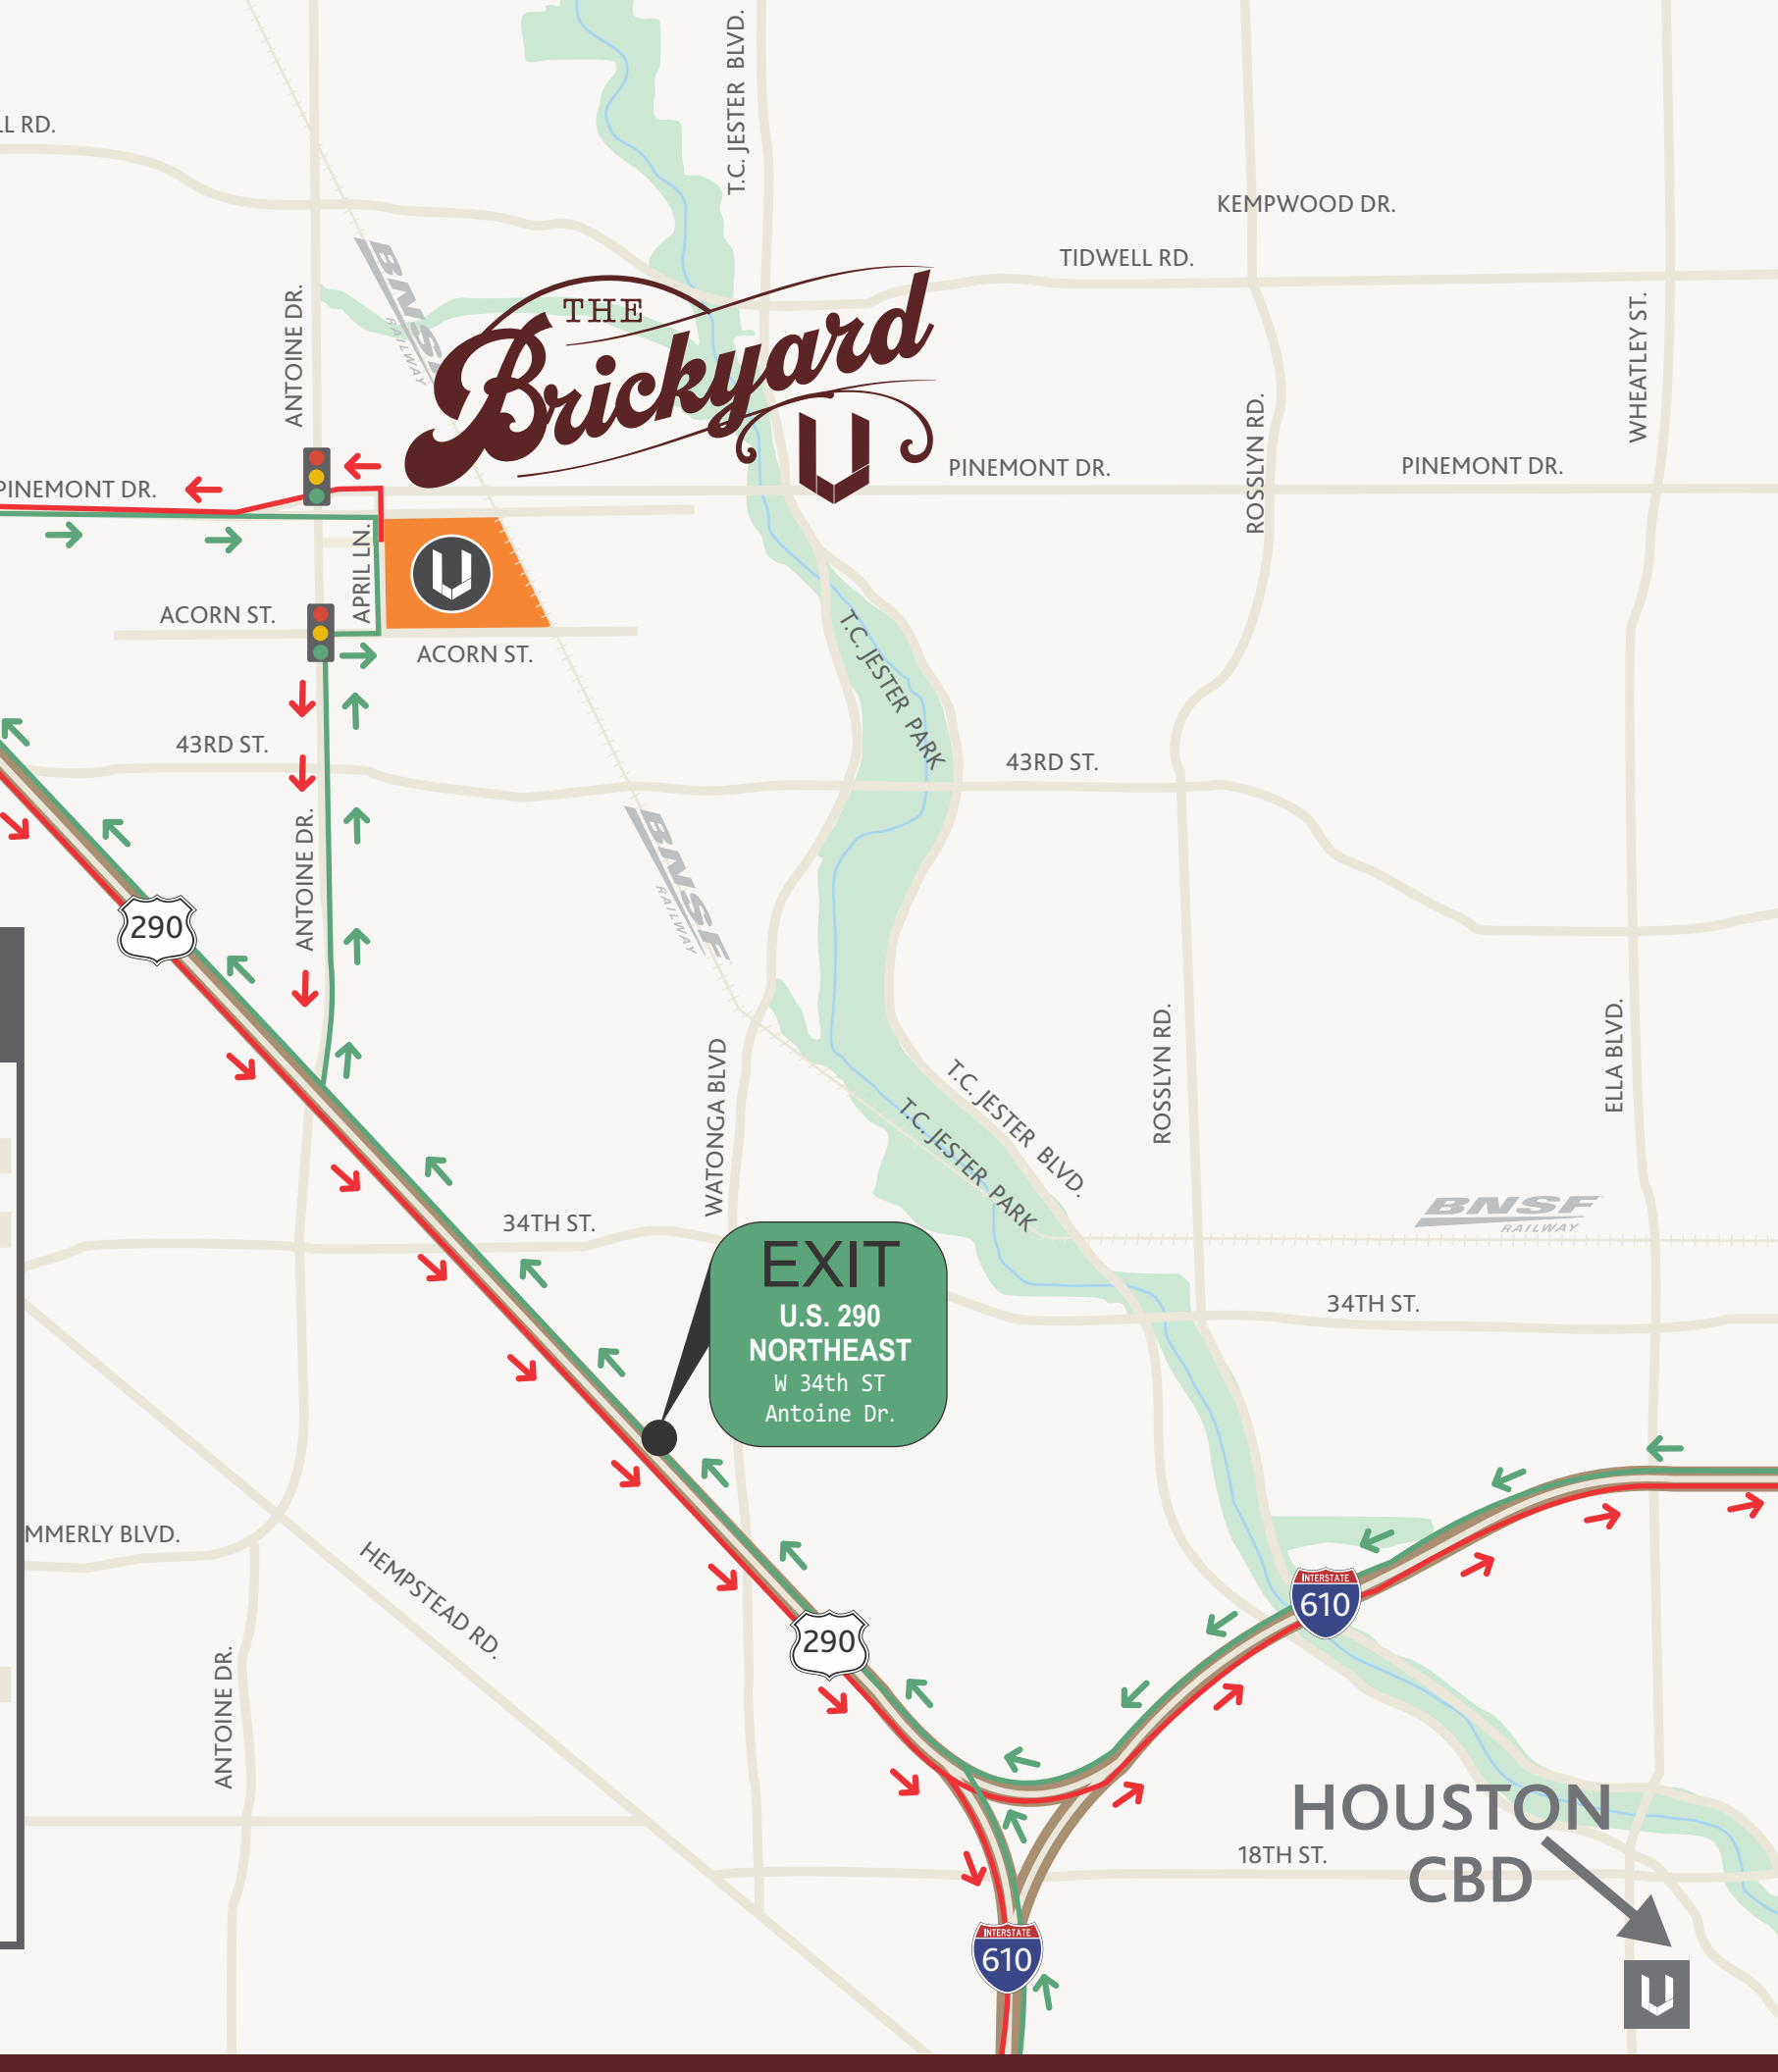 T.C. JESTER BLVD.
LL RD.
KEMPWOOD DR.
TIDWELL RD.
ANTOINE DR.
BNSF
RAILWAY
THE
Brickyard
WHEATLEY ST.
ROSSLYN RD.
PINEMONT DR.
PINEMONT DR.
PINEMONT DR.
APRIL LN.
ACORN ST.
ACORN ST.
T.C. JESTER PARK
43RD ST.
43RD ST.
ANTOINE DR.
BNSF
RAILWAY
290
ROSSLYN RD.
ELLA BLVD.
WATONGA BLVD
T.C. JESTER BLVD.
T.C. JESTER PARK
BNSF
RAILWAY
34TH ST.
34TH ST.
EXIT
U.S. 290
NORTHEAST
W 34th ST
Antoine Dr.
MMERLY BLVD.
HEMPSTEAD RD.
INTERSTATE
610
290
ANTOINE DR.
HOUSTON
CBD
18TH ST.
INTERSTATE
610